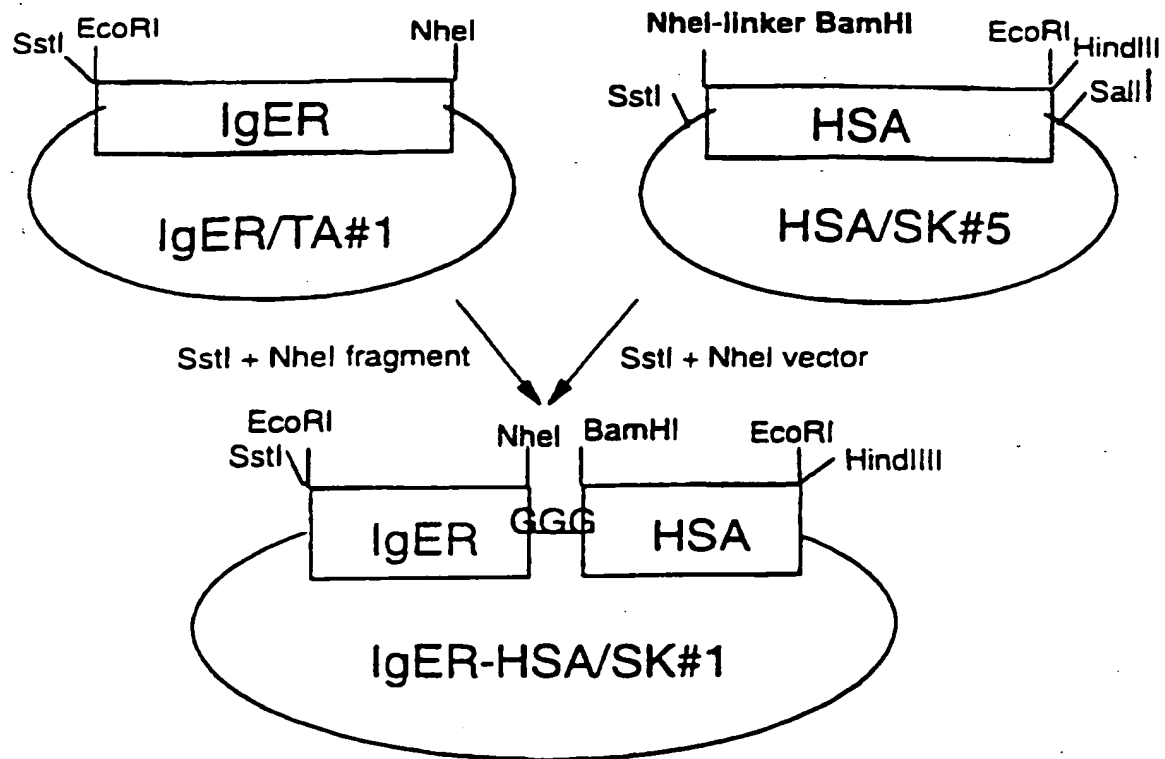 EcoRI
SstI
NheI
IgER
IgER/TA#1
NheI-linker BamHI
EcoRI
HindIII
SstI
SalI
HSA
HSA/SK#5
SstI + NheI fragment
SstI + NheI vector
EcoRI
SstI
NheI
BamHI
EcoRI
HindIIII
IgER
GGG
HSA
IgER-HSA/SK#1